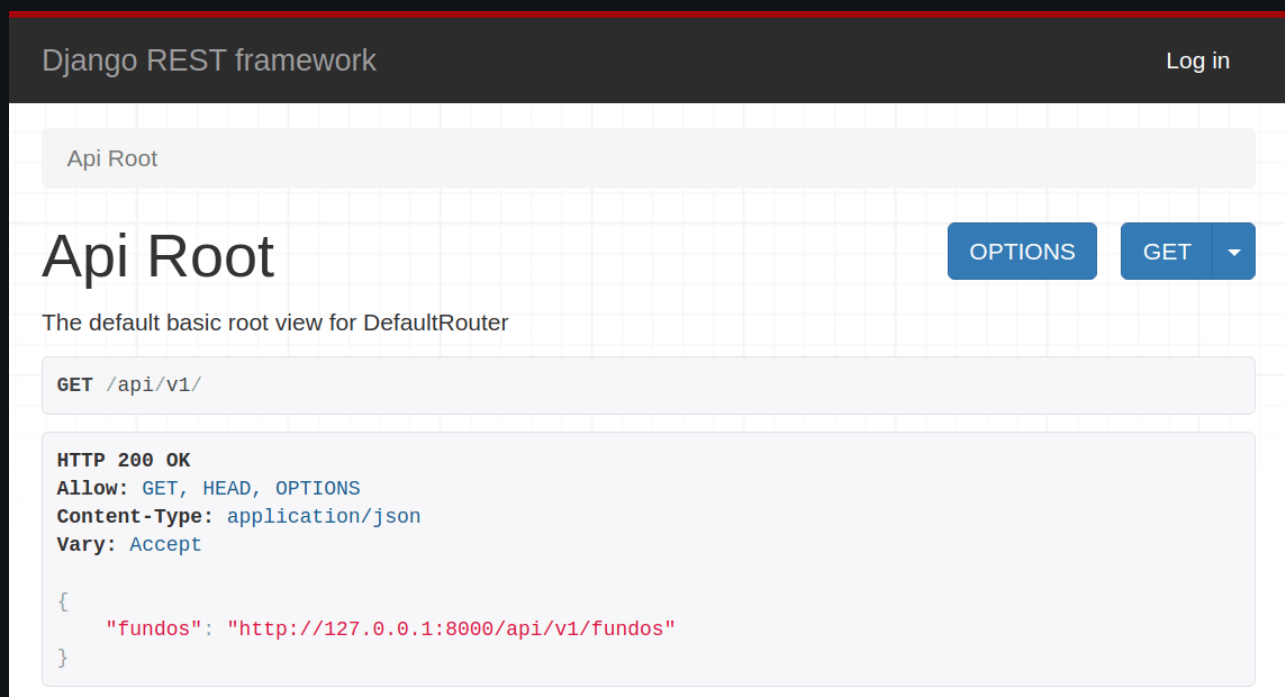 Django REST framework Log in
Api Root
Api Root OPTIONS GET
The default basic root view for DefaultRouter
GET /api/v1/
HTTP 200 OK
Allow: GET, HEAD, OPTIONS
Content-Type: application/json
Vary: Accept
{
"fundos": "http://127.0.0.1:8000/api/v1/fundos"
}